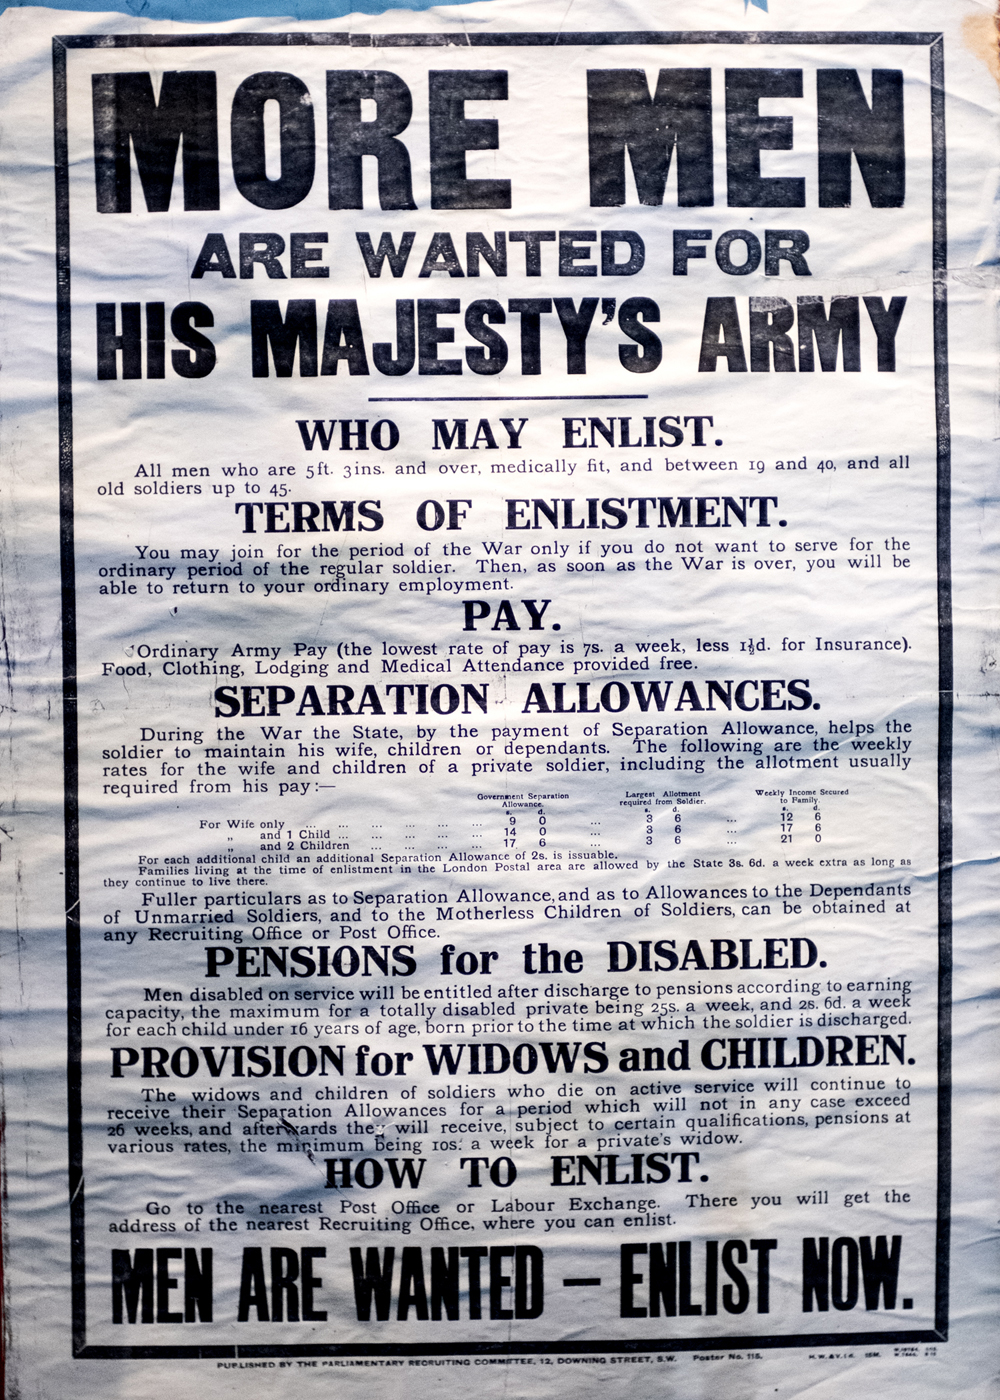 MORE MEN
ARE WANTED FOR
HIS MAJESTY'S ARMY
WHO MAY ENLIST.
All men who are 5ft. 3ins. and over, medically fit, and between 19 and 40, and all
old soldiers up to 45.
TERMS OF ENLISTMENT.
You may join for the period of the War only if you do not want to serve for the
ordinary period of the regular soldier. Then, as soon as the War is over, you will be
able to return to your ordinary employment.
PAY.
Ordinary Army Pay (the lowest rate of pay is 7s. a week, less 1½d. for Insurance).
Food, Clothing, Lodging and Medical Attendance provided free.
SEPARATION ALLOWANCES.
During the War the State, by the payment of Separation Allowance, helps the
soldier to maintain his wife, children or dependants. The following are the weekly
rates for the wife and children of a private soldier, including the allotment usually
required from his pay:—
Government Separation Largest Allotment Weekly Income Secured
Allowance. required from Soldier. to Family.
s. d. s. d. s. d.
For Wife only ... ... ... ... ... ... 9 0 ... 3 6 ... 12 6
„ and 1 Child ... ... ... ... ... 14 0 ... 3 6 ... 17 6
„ and 2 Children ... ... ... ... 17 6 ... 3 6 ... 21 0
For each additional child an additional Separation Allowance of 2s. is issuable.
Families living at the time of enlistment in the London Postal area are allowed by the State 3s. 6d. a week extra as long as
they continue to live there.
Fuller particulars as to Separation Allowance, and as to Allowances to the Dependants
of Unmarried Soldiers, and to the Motherless Children of Soldiers, can be obtained at
any Recruiting Office or Post Office.
PENSIONS for the DISABLED.
Men disabled on service will be entitled after discharge to pensions according to earning
capacity, the maximum for a totally disabled private being 25s. a week, and 2s. 6d. a week
for each child under 16 years of age, born prior to the time at which the soldier is discharged.
PROVISION for WIDOWS and CHILDREN.
The widows and children of soldiers who die on active service will continue to
receive their Separation Allowances for a period which will not in any case exceed
26 weeks, and afterwards they will receive, subject to certain qualifications, pensions at
various rates, the minimum being 10s. a week for a private's widow.
HOW TO ENLIST.
Go to the nearest Post Office or Labour Exchange. There you will get the
address of the nearest Recruiting Office, where you can enlist.
MEN ARE WANTED — ENLIST NOW.
PUBLISHED BY THE PARLIAMENTARY RECRUITING COMMITTEE, 12, DOWNING STREET, S.W. Poster No. 115.